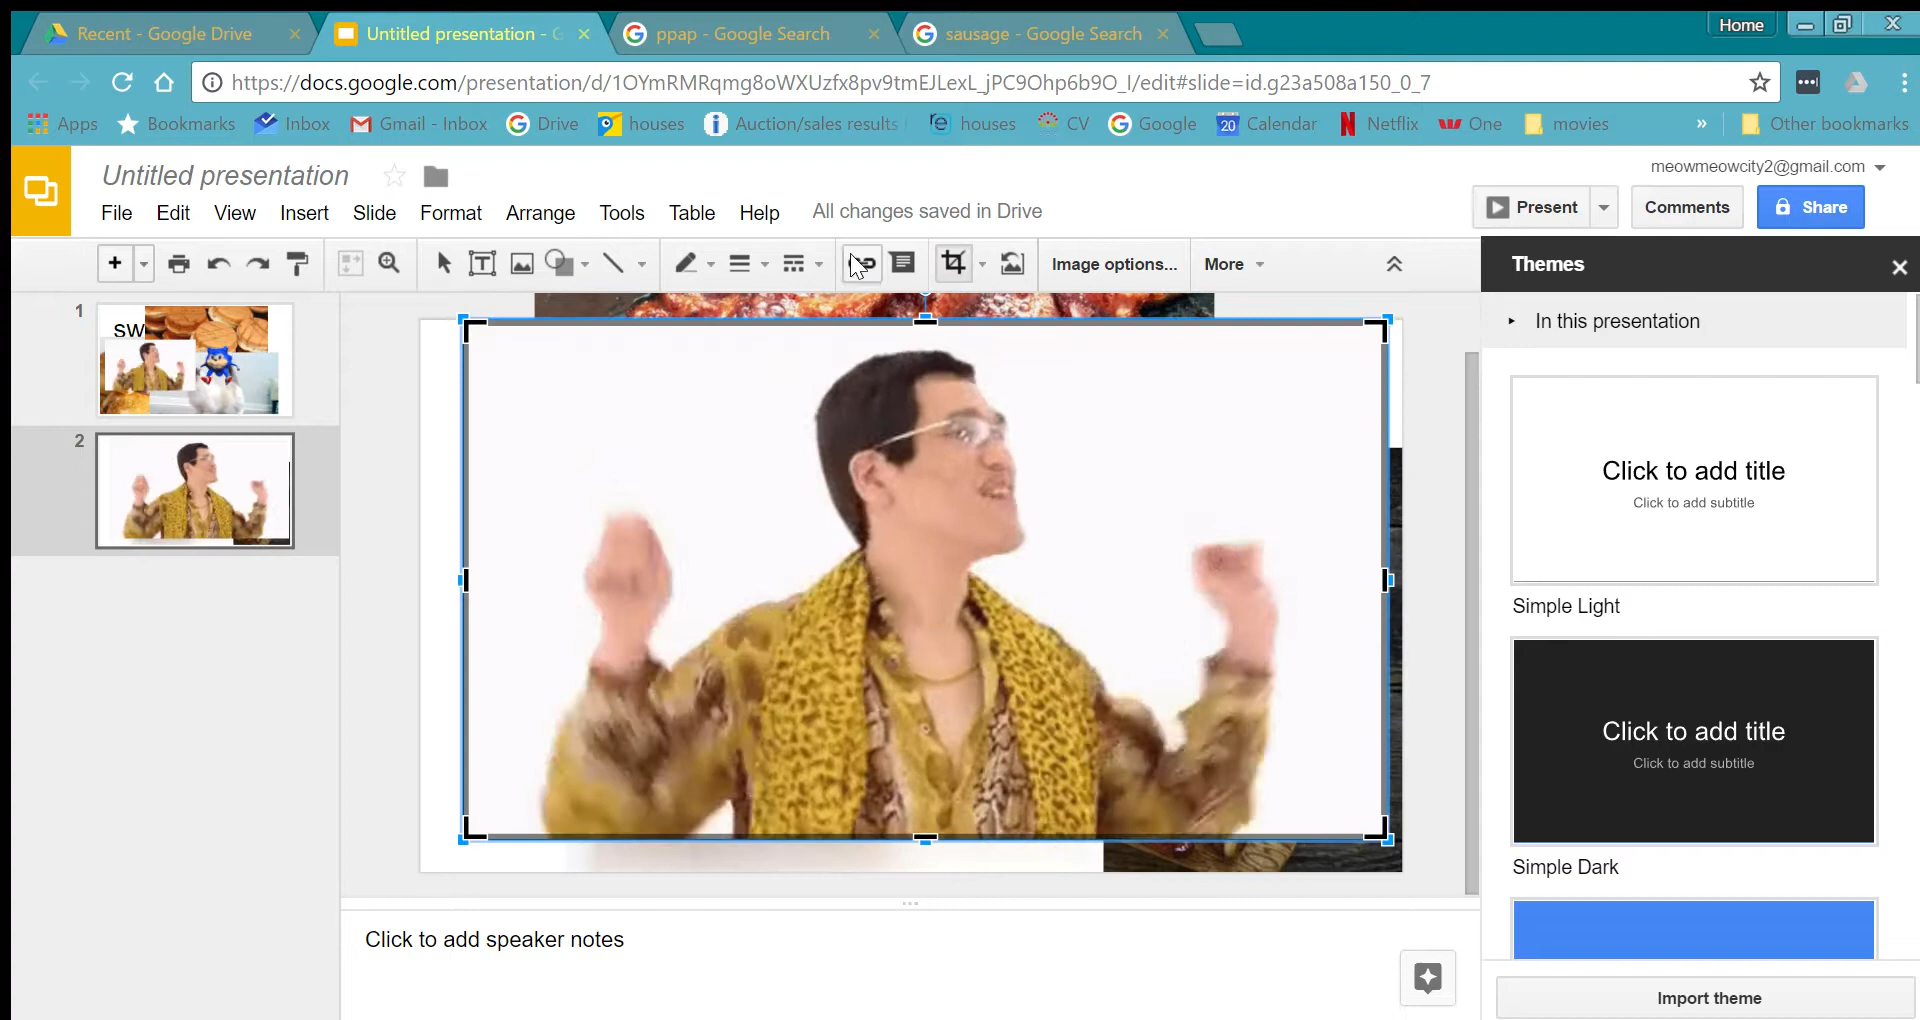 Recent - Google Drive
Untitled presentation - G
ppap - Google Search
sausage - Google Search
Home
https://docs.google.com/presentation/d/1OYmRMRqmg8oWXUzfx8pv9tmEJLexL_jPC9Ohp6b9O_I/edit#slide=id.g23a508a150_0_7
Apps
Bookmarks
Inbox
Gmail - Inbox
Drive
houses
Auction/sales results
houses
CV
Google
20
Calendar
Netflix
One
movies
»
Other bookmarks
Untitled presentation
meowmeowcity2@gmail.com
File
Edit
View
Insert
Slide
Format
Arrange
Tools
Table
Help
All changes saved in Drive
Present
Comments
Share
Image options...
More
Themes
1
sw
2
In this presentation
Click to add title
Click to add subtitle
Simple Light
Click to add title
Click to add subtitle
Simple Dark
Click to add speaker notes
Import theme